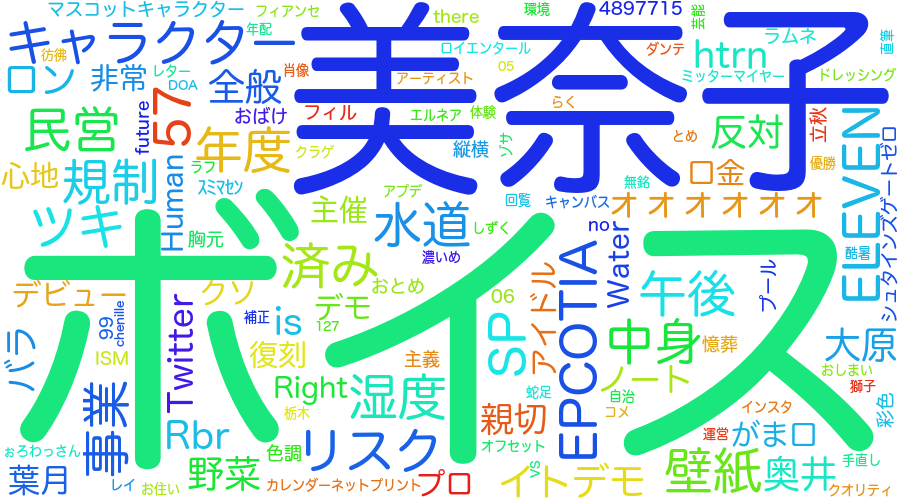 マスコットキャラクター
フィアンセ
there
環境
4897715
芸能
キャラクター
年配
彷彿
美奈子
ロイエンタール
ダンテ
ラムネ
直筆
ロン
非常
レター
DOA
全般
肖像
アーティスト
05
htrn
ミッターマイヤー
ドレッシング
民営
future
57
おばけ
フィル
エルネア
体験
らく
立秋
ELEVEN
年度
クラゲ
縦横
ソサ
とめ
反対
優勝
心地
規制
Human
ラフ
スミマセン
アプデ
無銘
口金
シュタインズゲートゼロ
ツキ
胸元
主催
水道
しずく
回覧
キャンバス
no
オオオオオオ
ボイス
済み
濃いめ
EPCOTIA
Water
酷暑
デビュー
クソ
おとめ
06
アイドル
午後
プール
バラ
99
chenille
Twitter
補正
is
デモ
127
SP
中身
憶葬
大原
ISM
復刻
主義
ノート
おしまい
事業
Right
湿度
蛇足
自治
獅子
Rbr
栃木
親切
コメ
インスタ
彩色
ぉろわっさん
リスク
オフセット
運営
がま口
葉月
レイ
お住い
野菜
色調
カレンダーネットプリント
プロ
vs
イトデモ
壁紙
奥井
手直し
クオリティ